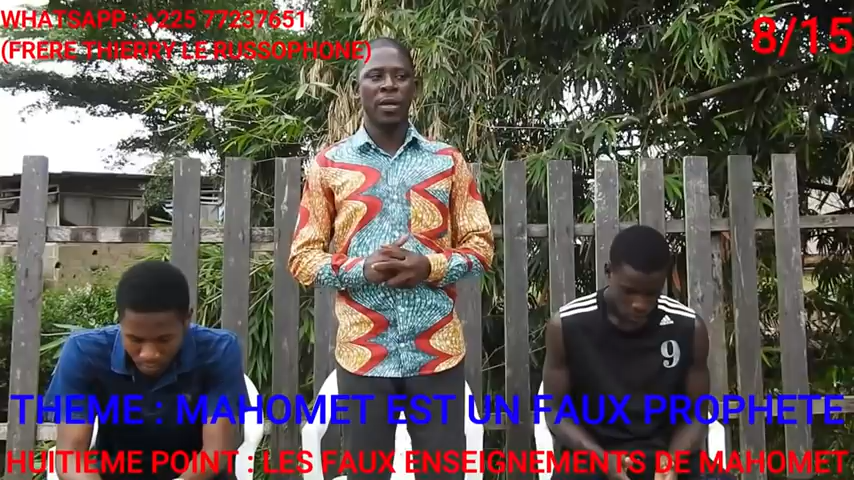 WHATSAPP : +225 77237651
(FRERE THIERRY LE RUSSOPHONE)
8/15
9
THEME : MAHOMET EST UN FAUX PROPHETE
HUITIEME POINT : LES FAUX ENSEIGNEMENTS DE MAHOMET